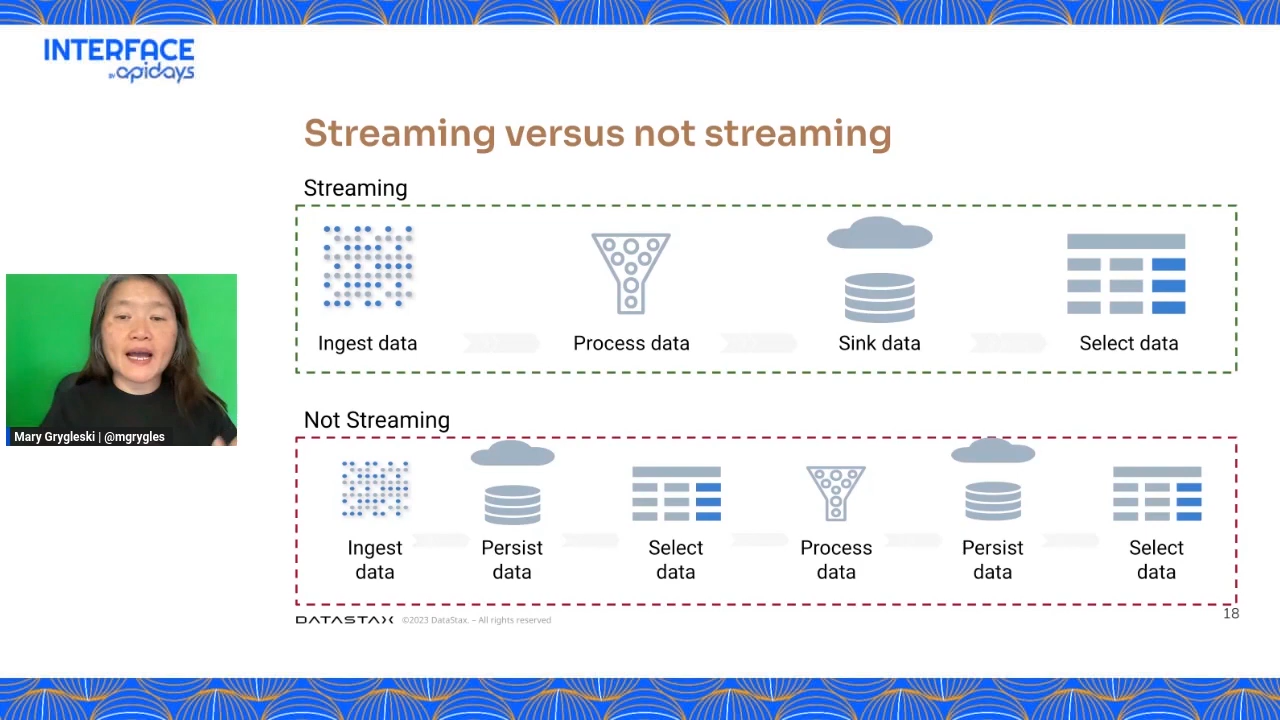 INTERFACE
BY apidays
Streaming versus not streaming
Streaming
Ingest data
Process data
Sink data
Select data
Mary Grygleski | @mgrygles
Not Streaming
Ingest data
Persist data
Select data
Process data
Persist data
Select data
DATASTAX ©2023 DataStax. – All rights reserved
18